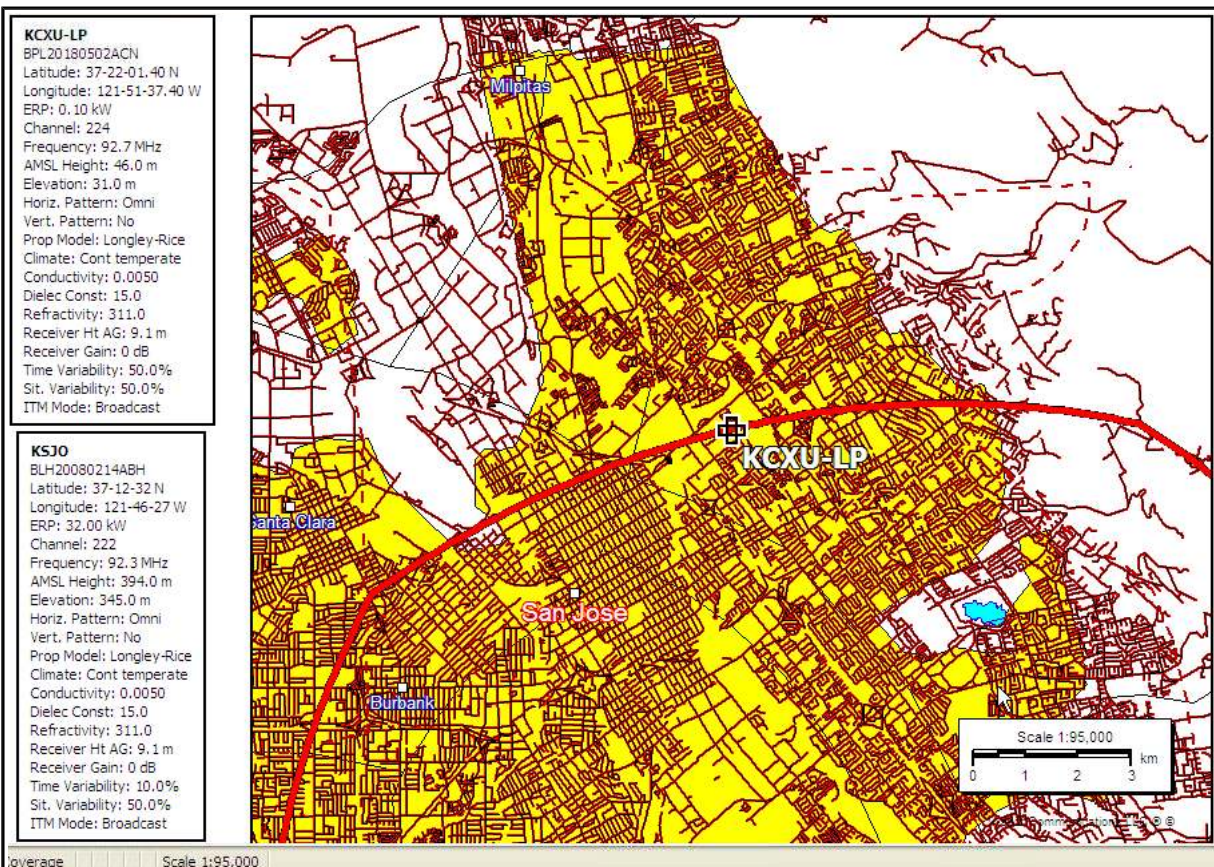 KCXU-LP
BPL20180502ACN
Latitude: 37-22-01.40 N
Longitude: 121-51-37.40 W
ERP: 0.10 kW
Channel: 224
Frequency: 92.7 MHz
AMSL Height: 46.0 m
Elevation: 31.0 m
Horiz. Pattern: Omni
Vert. Pattern: No
Prop Model: Longley-Rice
Climate: Cont temperate
Conductivity: 0.0050
Dielec Const: 15.0
Refractivity: 311.0
Receiver Ht AG: 9.1 m
Receiver Gain: 0 dB
Time Variability: 50.0%
Sit. Variability: 50.0%
ITM Mode: Broadcast
KSJO
BLH20080214ABH
Latitude: 37-12-32 N
Longitude: 121-46-27 W
ERP: 32.00 kW
Channel: 222
Frequency: 92.3 MHz
AMSL Height: 394.0 m
Elevation: 345.0 m
Horiz. Pattern: Omni
Vert. Pattern: No
Prop Model: Longley-Rice
Climate: Cont temperate
Conductivity: 0.0050
Dielec Const: 15.0
Refractivity: 311.0
Receiver Ht AG: 9.1 m
Receiver Gain: 0 dB
Time Variability: 10.0%
Sit. Variability: 50.0%
ITM Mode: Broadcast
Milpitas
KCXU-LP
Santa Clara
San Jose
Burbank
Scale 1:95,000
km
0 1 2 3
overage Scale 1:95,000